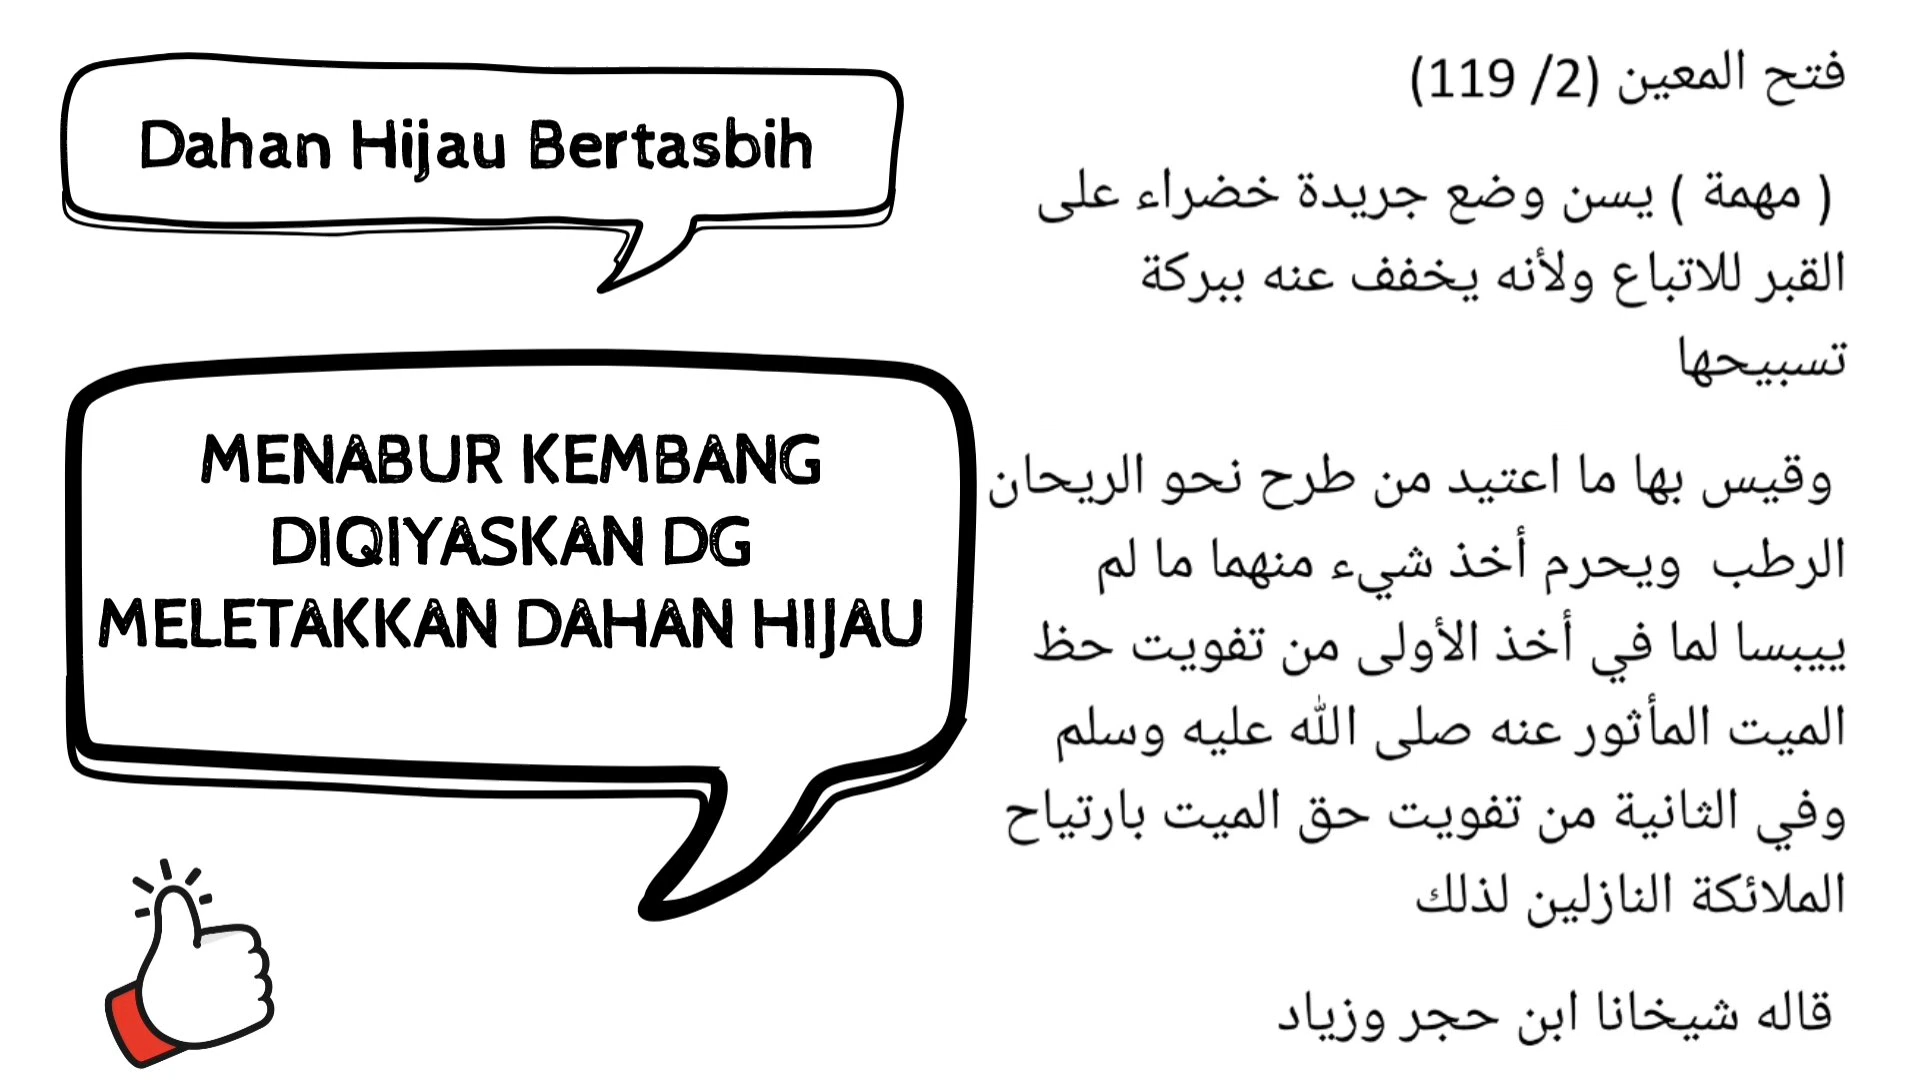 Dahan Hijau Bertasbih
MENABUR KEMBANG
DIQIYASKAN DG
MELETAKKAN DAHAN HIJAU
فتح المعين (2/ 119)
( مهمة ) يسن وضع جريدة خضراء على
القبر للاتباع ولأنه يخفف عنه ببركة
تسبيحها
وقيس بها ما اعتيد من طرح نحو الريحان
الرطب ويحرم أخذ شيء منهما ما لم
ييبسا لما في أخذ الأولى من تفويت حظ
الميت المأثور عنه صلى الله عليه وسلم
وفي الثانية من تفويت حق الميت بارتياح
الملائكة النازلين لذلك
قاله شيخانا ابن حجر وزياد